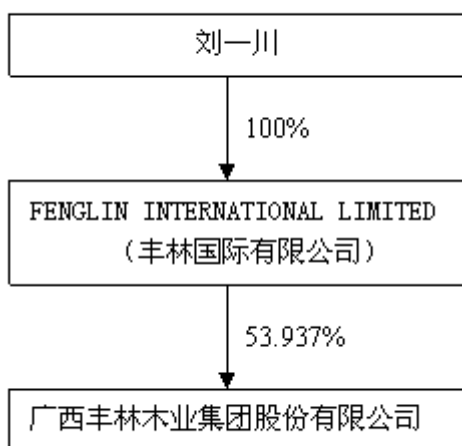 刘一川
100%
FENGLIN INTERNATIONAL LIMITED
（丰林国际有限公司）
53.937%
广西丰林木业集团股份有限公司